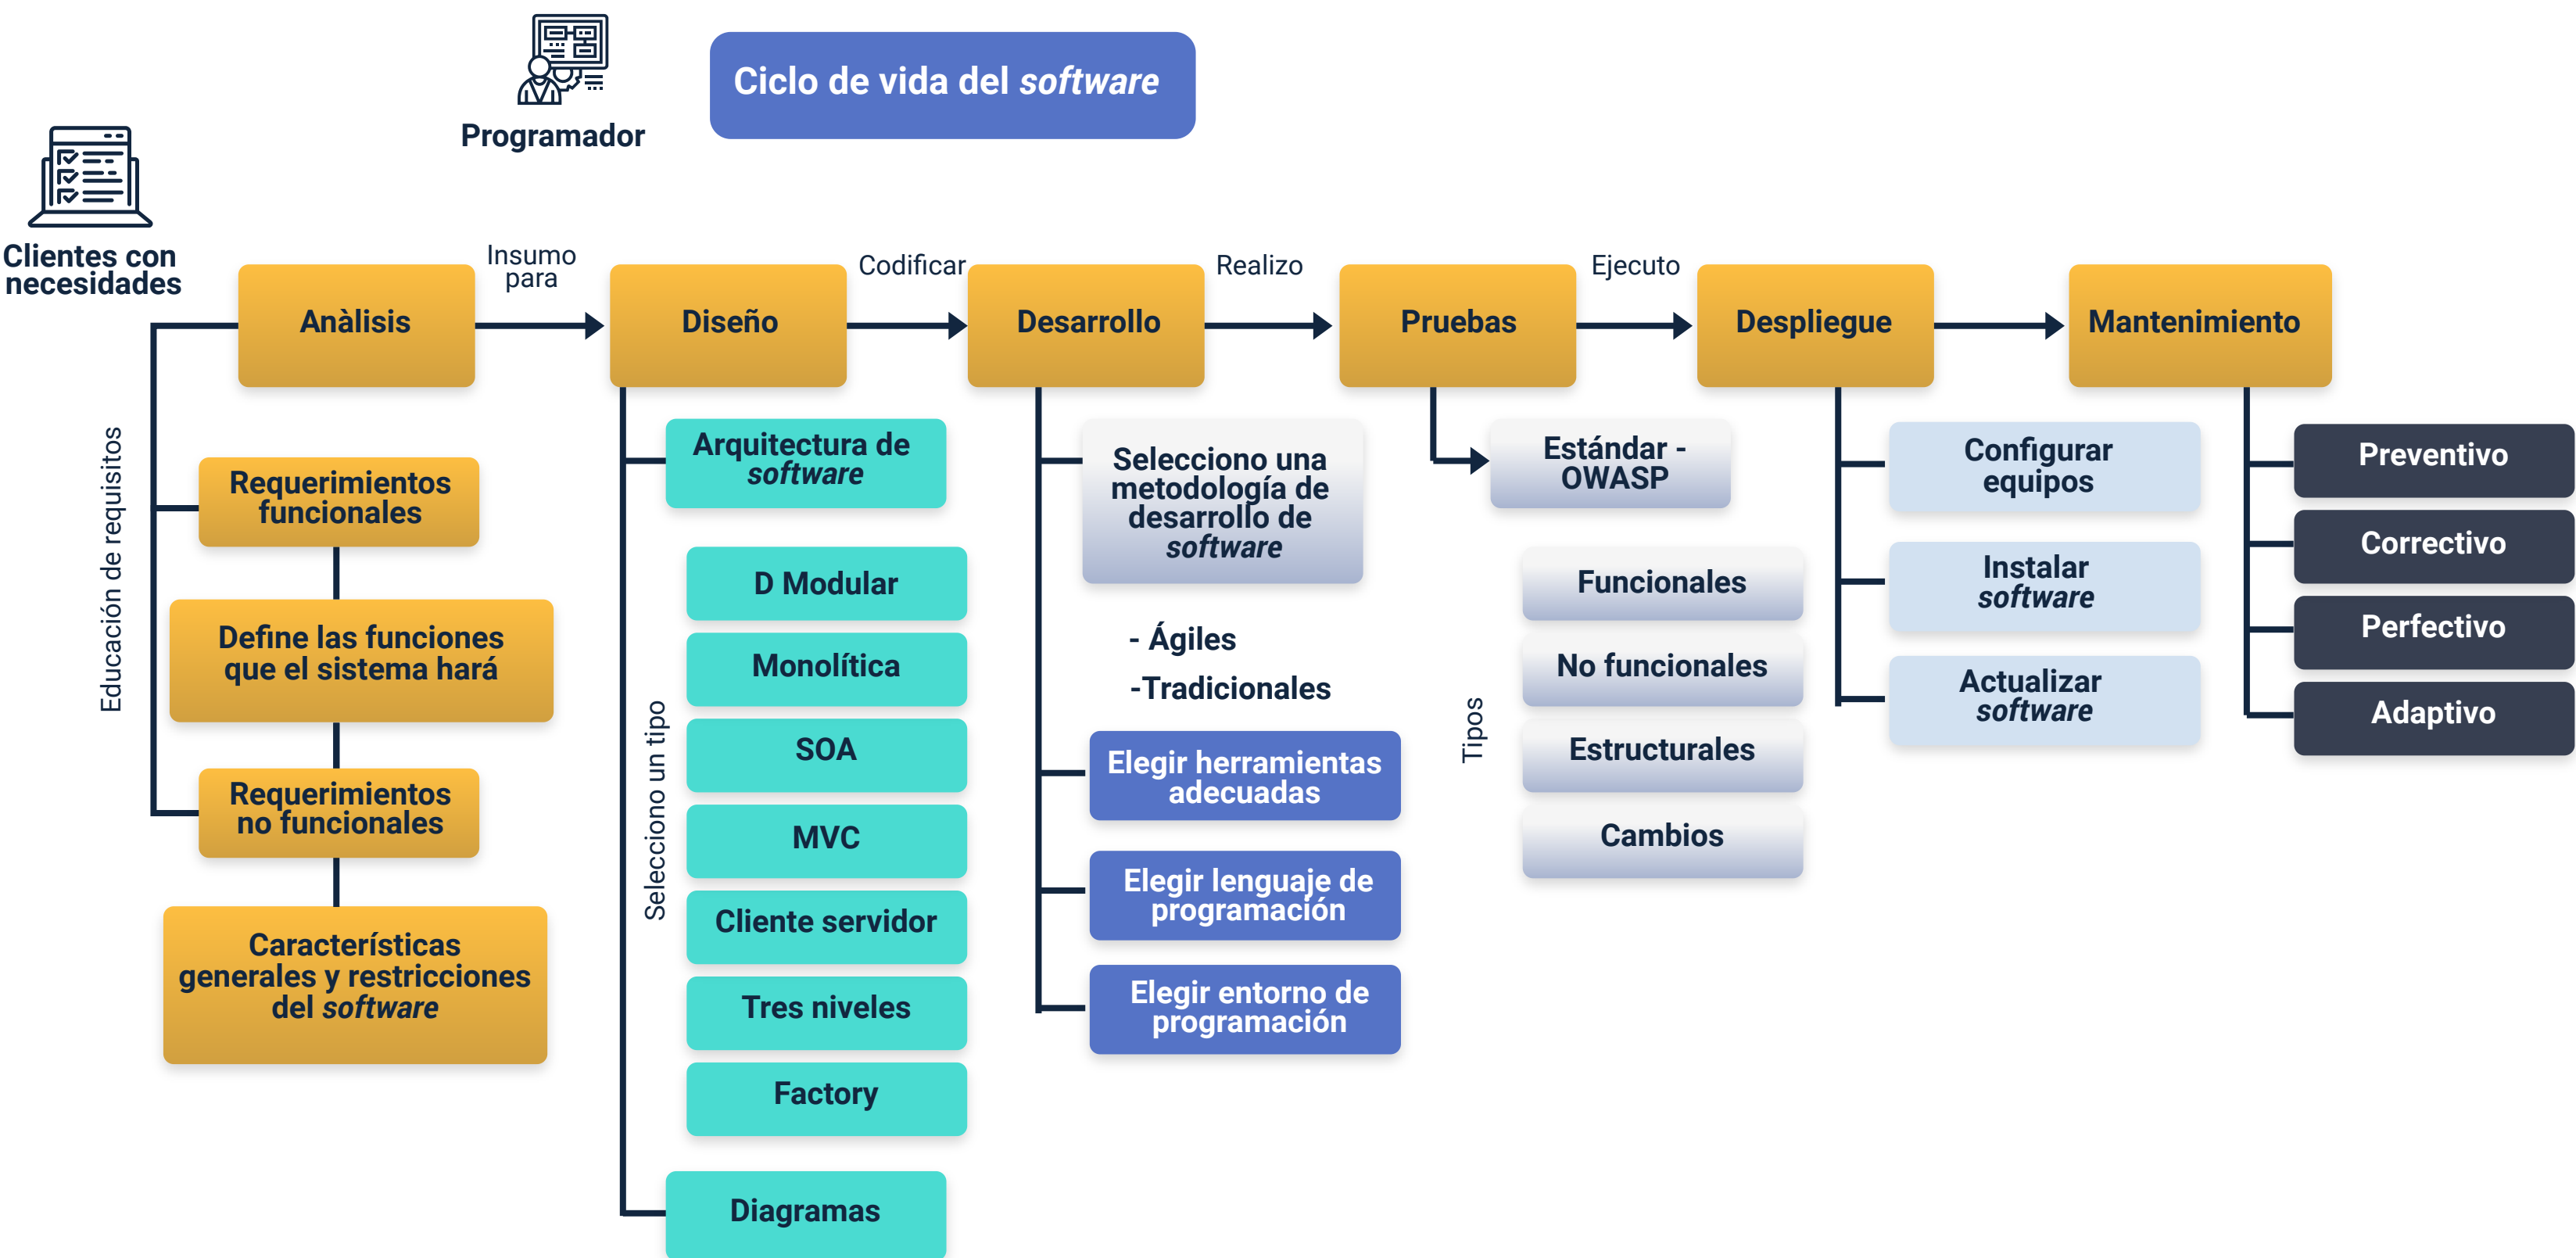 Programador
Ciclo de vida del software
Clientes con
necesidades
Insumo
para
Codificar
Realizo
Ejecuto
Anàlisis
Diseño
Desarrollo
Pruebas
Despliegue
Mantenimiento
Educación de requisitos
Requerimientos
funcionales
Define las funciones
que el sistema hará
Requerimientos
no funcionales
Características
generales y restricciones
del software
Arquitectura de
software
Selecciono un tipo
D Modular
Monolítica
SOA
MVC
Cliente servidor
Tres niveles
Factory
Diagramas
Selecciono una
metodología de
desarrollo de
software
- Ágiles
-Tradicionales
Elegir herramientas
adecuadas
Elegir lenguaje de
programación
Elegir entorno de
programación
Estándar -
OWASP
Tipos
Funcionales
No funcionales
Estructurales
Cambios
Configurar
equipos
Instalar
software
Actualizar
software
Preventivo
Correctivo
Perfectivo
Adaptivo